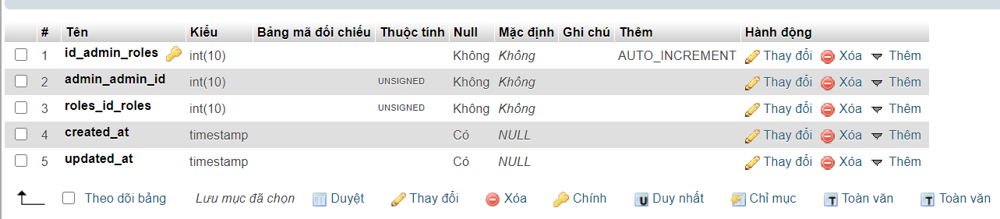 # Tên Kiểu Bảng mã đối chiếu Thuộc tính Null Mặc định Ghi chú Thêm Hành động
1 id_admin_roles int(10) Không Không AUTO_INCREMENT Thay đổi Xóa Thêm
2 admin_admin_id int(10) UNSIGNED Không Không Thay đổi Xóa Thêm
3 roles_id_roles int(10) UNSIGNED Không Không Thay đổi Xóa Thêm
4 created_at timestamp Có NULL Thay đổi Xóa Thêm
5 updated_at timestamp Có NULL Thay đổi Xóa Thêm
Theo dõi bảng Lưu mục đã chọn Duyệt Thay đổi Xóa Chính U Duy nhất Chỉ mục T Toàn văn T Toàn văn